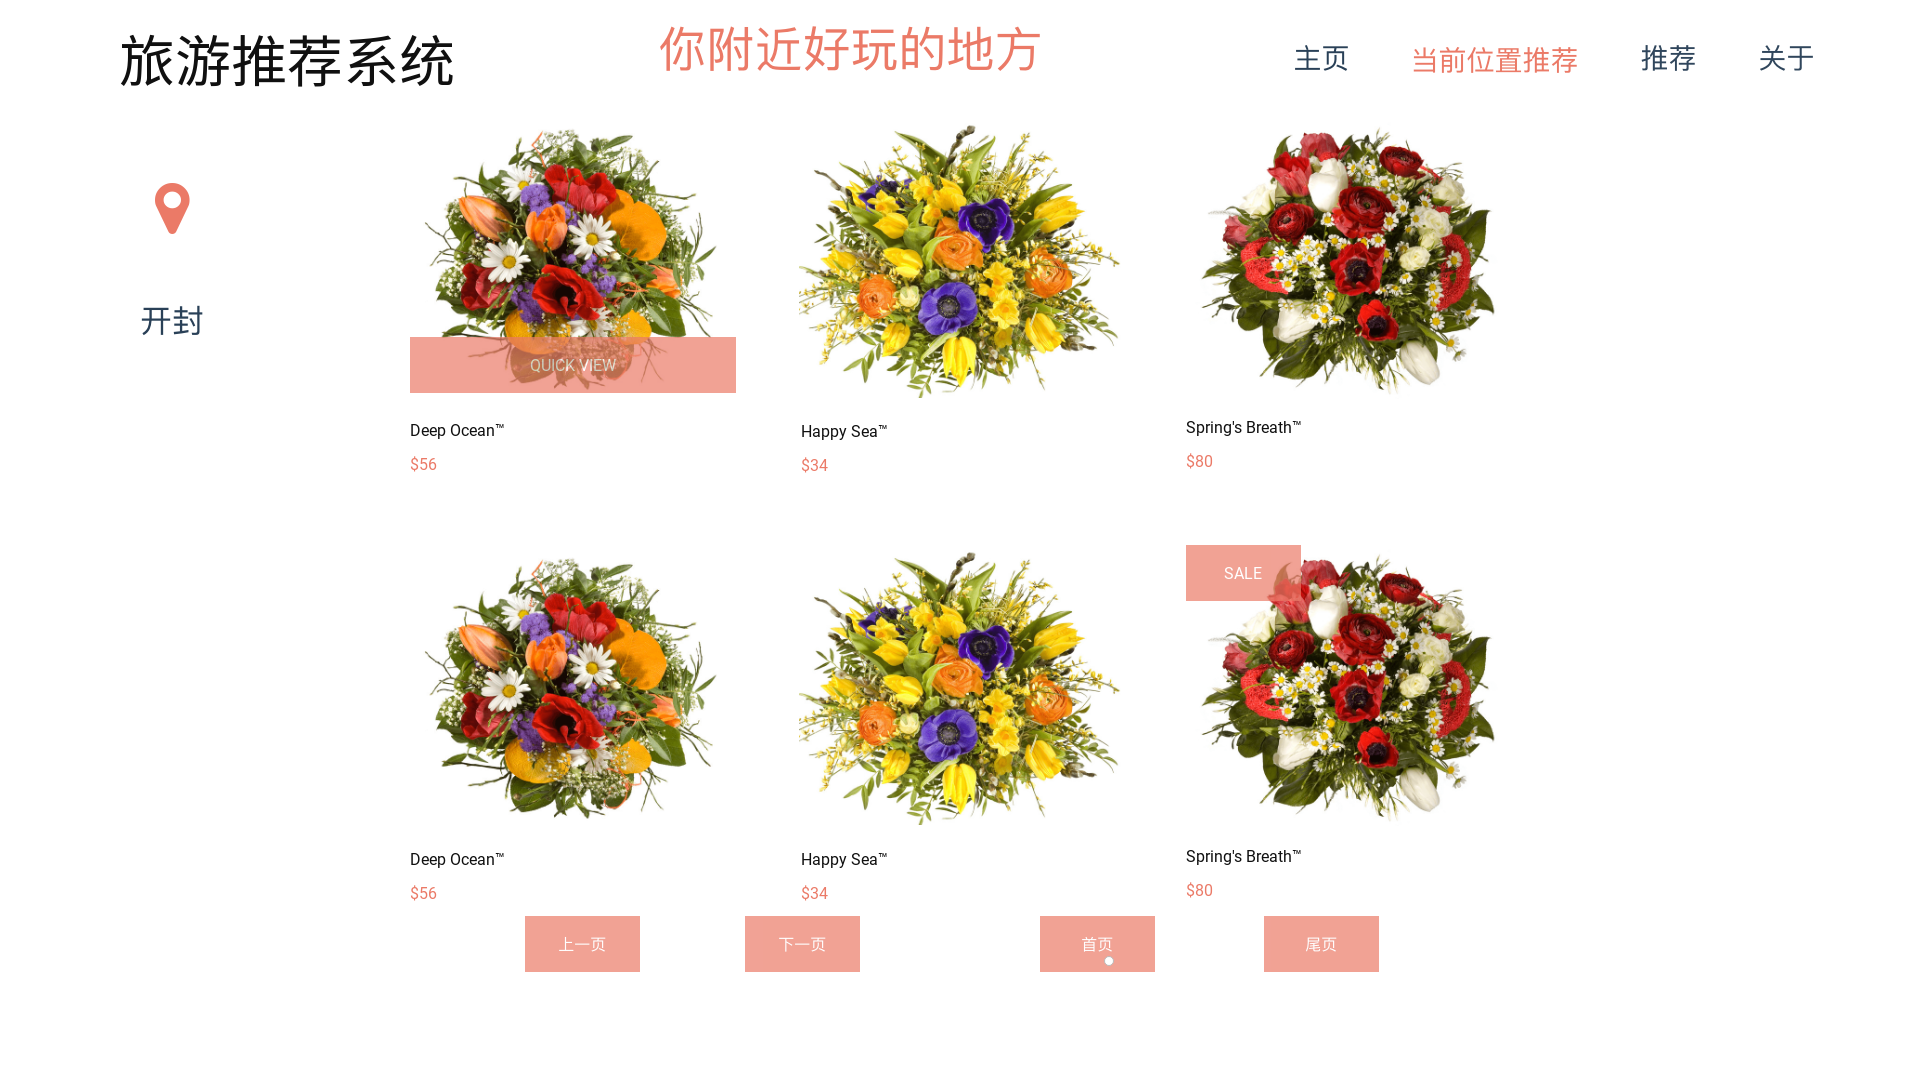 旅游推荐系统
你附近好玩的地方
主页
当前位置推荐
推荐
关于
开封
QUICK VIEW
Deep Ocean™
$56
Happy Sea™
$34
Spring's Breath™
$80
SALE
Deep Ocean™
$56
Happy Sea™
$34
Spring's Breath™
$80
上一页
下一页
首页
尾页